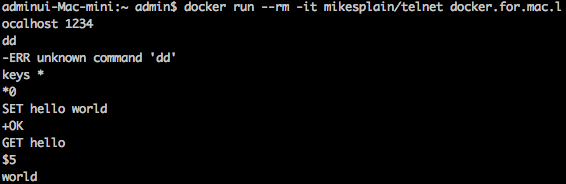 adminui-Mac-mini:~ admin$ docker run --rm -it mikesplain/telnet docker.for.mac.l
ocalhost 1234
dd
-ERR unknown command 'dd'
keys *
*0
SET hello world
+OK
GET hello
$5
world